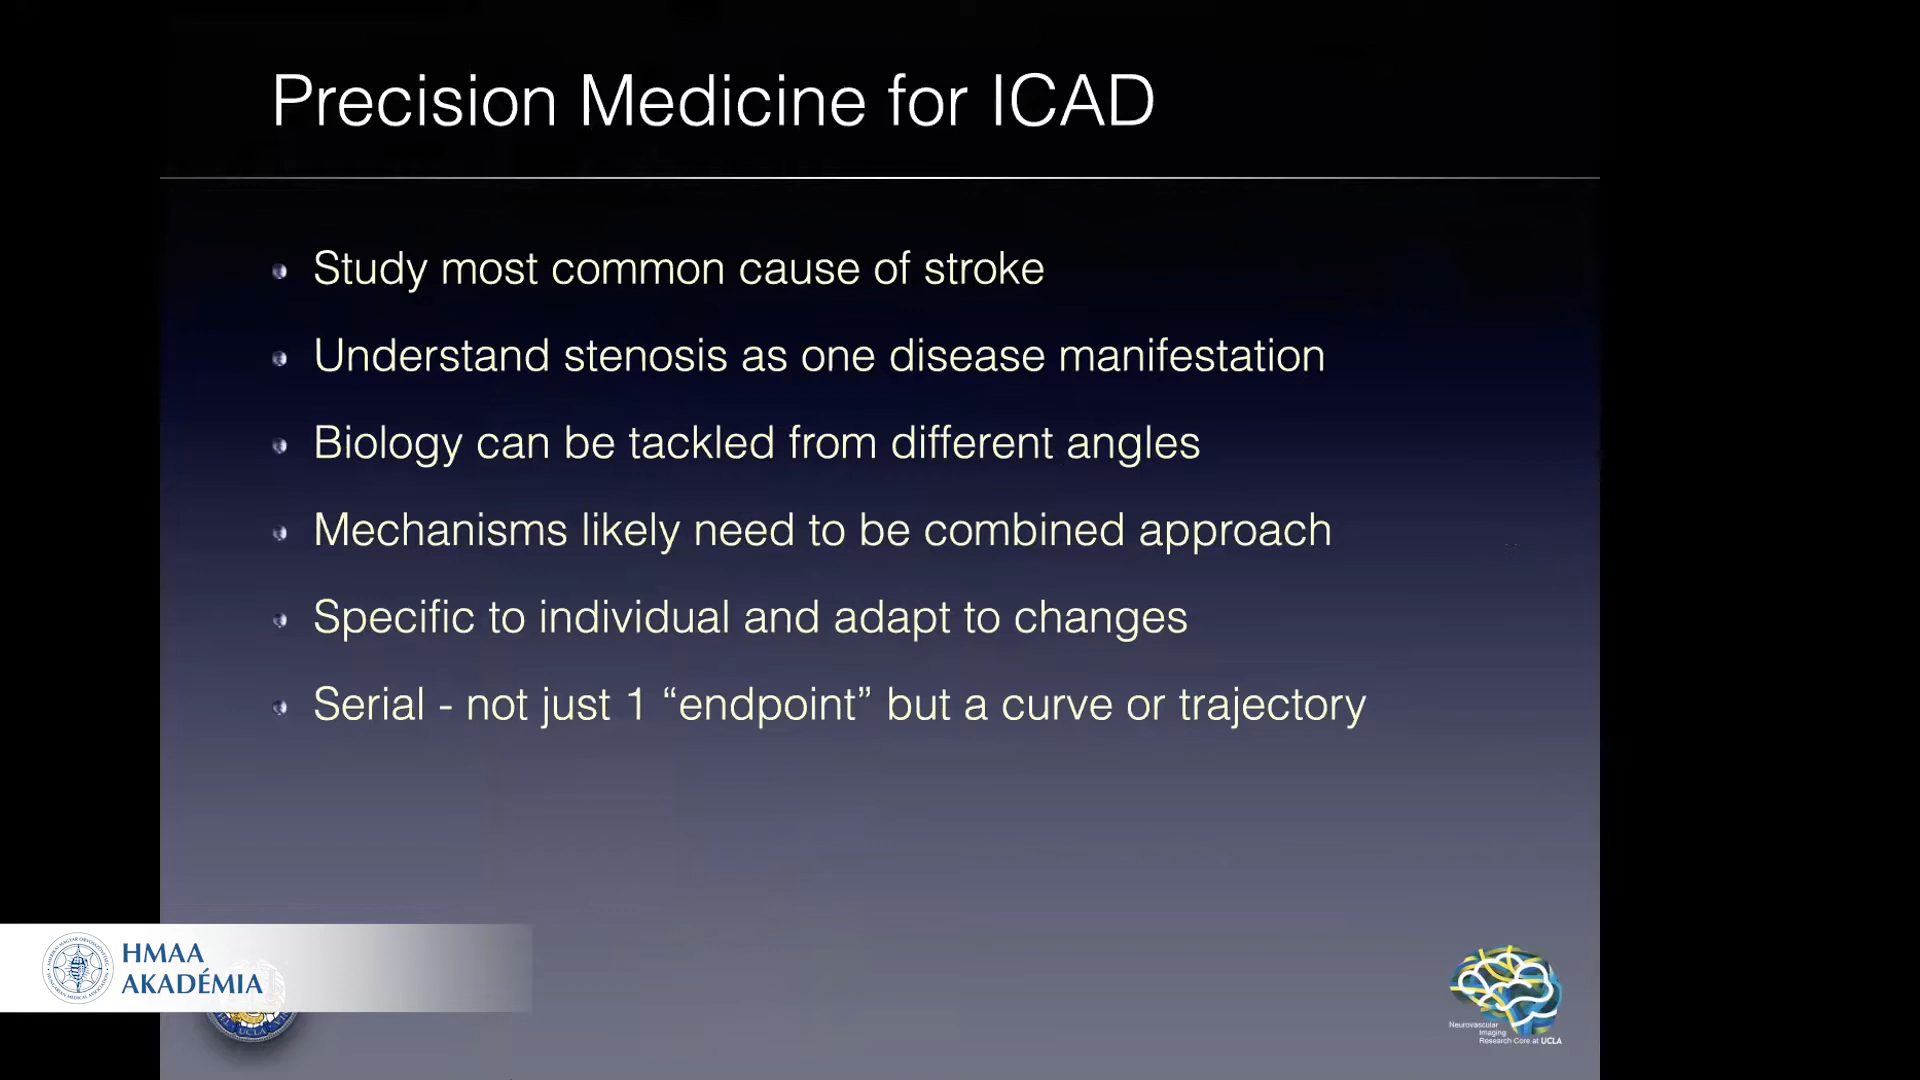 Precision Medicine for ICAD
Study most common cause of stroke
Understand stenosis as one disease manifestation
Biology can be tackled from different angles
Mechanisms likely need to be combined approach
Specific to individual and adapt to changes
Serial - not just 1 “endpoint” but a curve or trajectory
HMAA
AKADÉMIA
UCLA
Neurovascular
Imaging
Research Core at UCLA